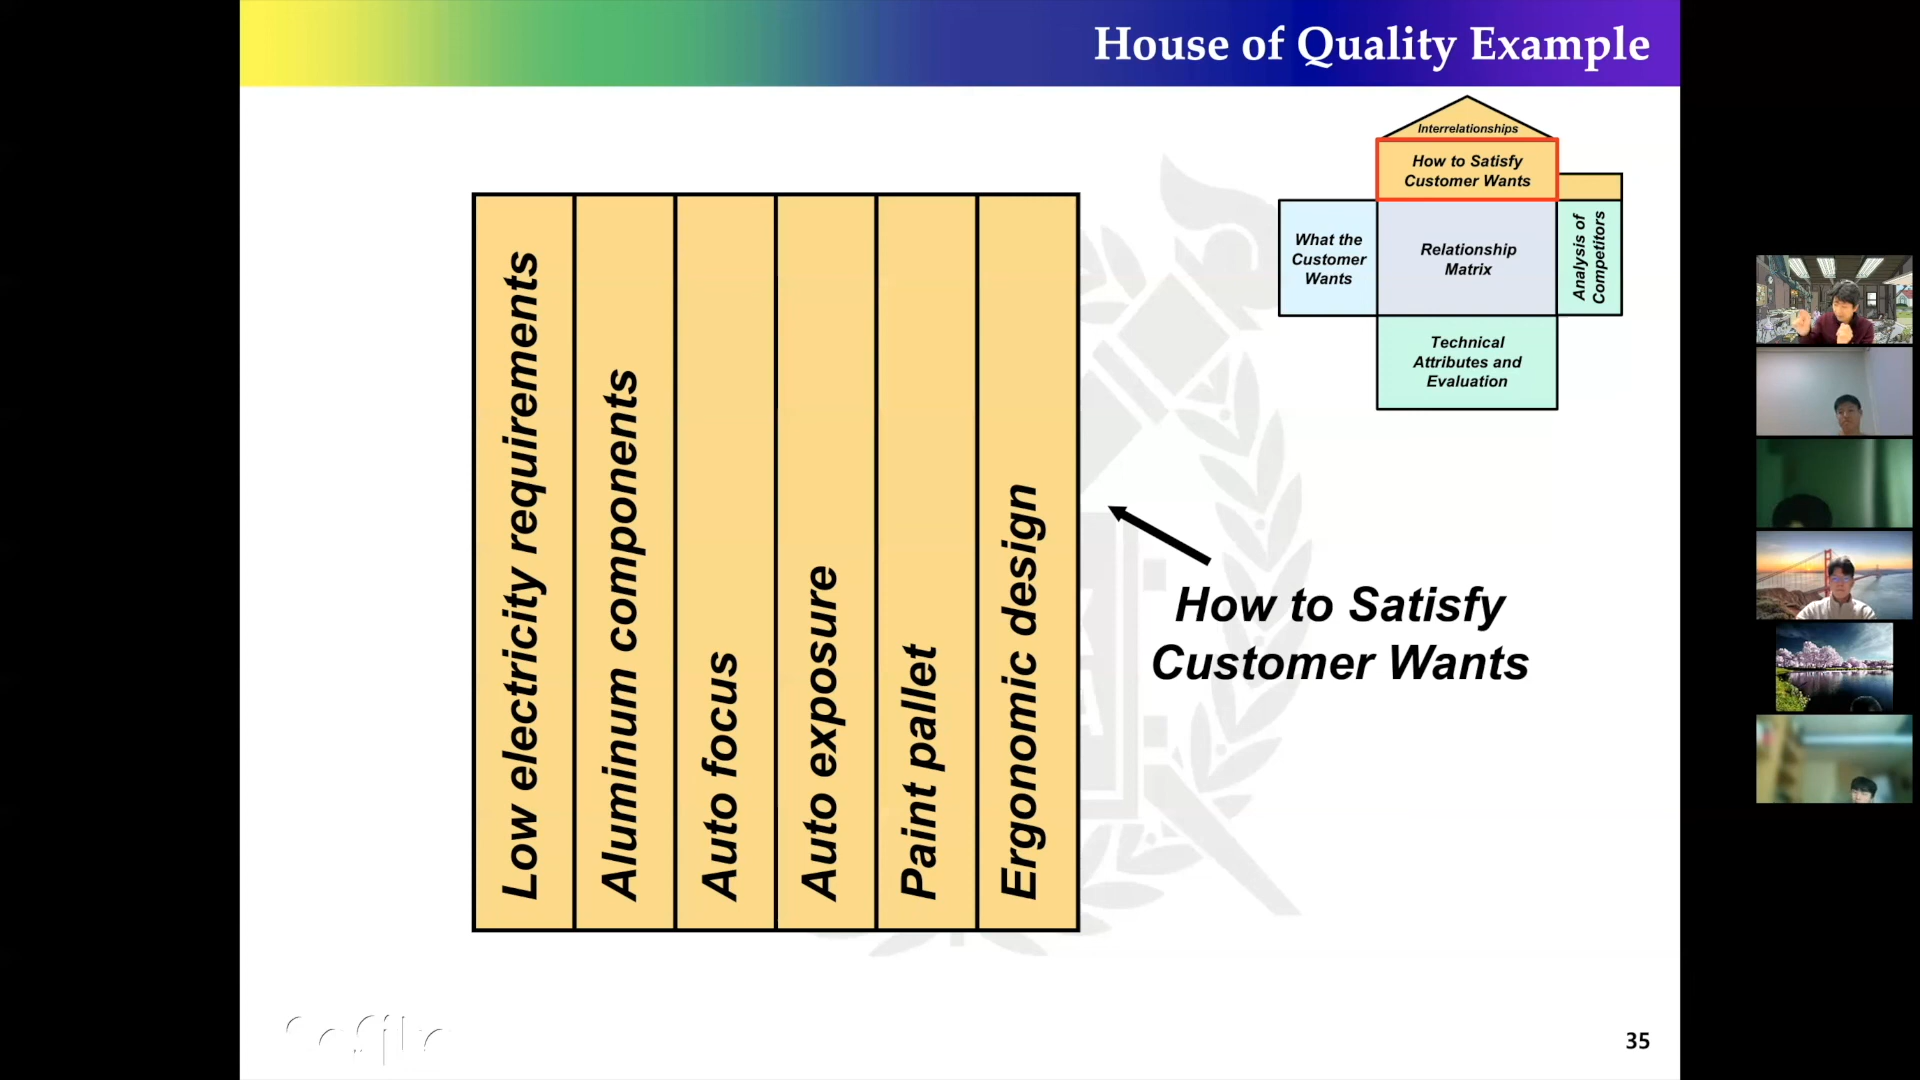 House of Quality Example
Interrelationships
How to Satisfy
Customer Wants
What the
Customer
Wants
Relationship
Matrix
Analysis of
Competitors
Technical
Attributes and
Evaluation
Low electricity requirements
Aluminum components
Auto focus
Auto exposure
Paint pallet
Ergonomic design
How to Satisfy
Customer Wants
35